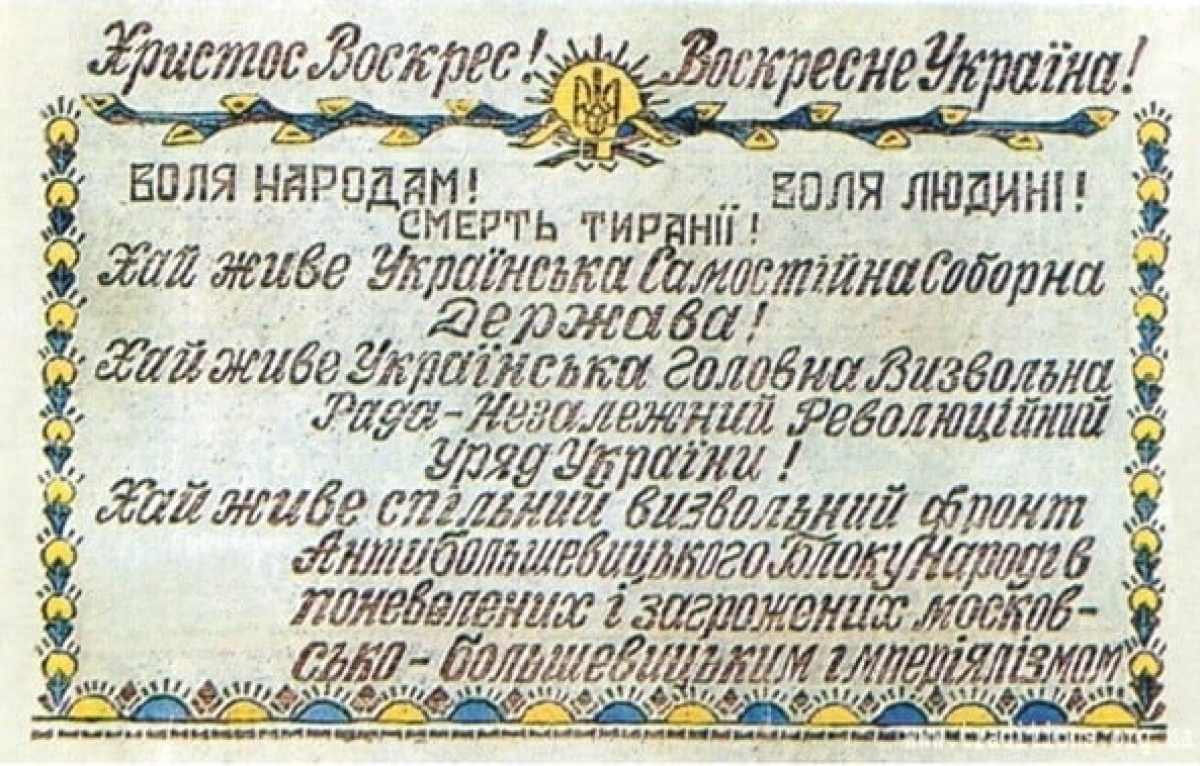 Христос Воскрес! Воскресне Україна!
ВОЛЯ НАРОДАМ! ВОЛЯ ЛЮДИНІ!
СМЕРТЬ ТИРАНІЇ!
Хай живе Українська Самостійна Соборна
Держава!
Хай живе Українська Головна Визвольна
Рада – Незалежний Революційний
Уряд України!
Хай живе спільний визвольний фронт
Антибольшевицького Блоку Народів
поневолених і загрожених москов-
сько – большевицьким імперіялізмом